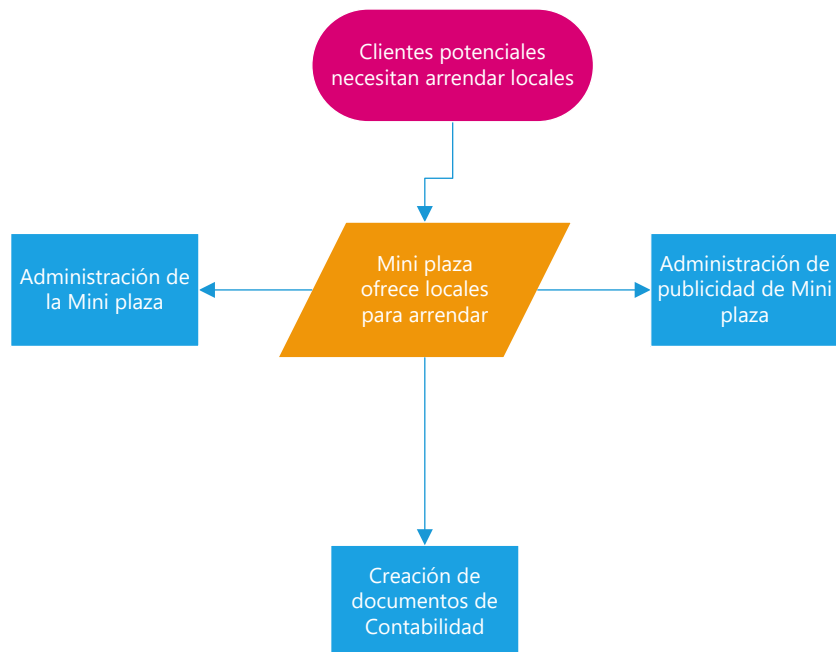 Clientes potenciales
necesitan arrendar locales
Administración de
la Mini plaza
Mini plaza
ofrece locales
para arrendar
Administración de
publicidad de Mini
plaza
Creación de
documentos de
Contabilidad